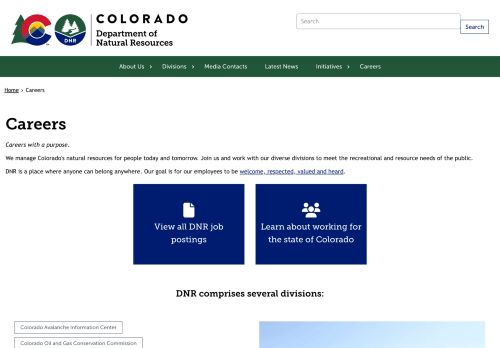 COLORADO
Department of
Natural Resources
DNR
Search
Search
About Us › Divisions › Media Contacts Latest News Initiatives › Careers
Home › Careers
Careers
Careers with a purpose.
We manage Colorado's natural resources for people today and tomorrow. Join us and work with our diverse divisions to meet the recreational and resource needs of the public.
DNR is a place where anyone can belong anywhere. Our goal is for our employees to be welcome, respected, valued and heard.
View all DNR job
postings
Learn about working for
the state of Colorado
DNR comprises several divisions:
Colorado Avalanche Information Center
Colorado Oil and Gas Conservation Commission